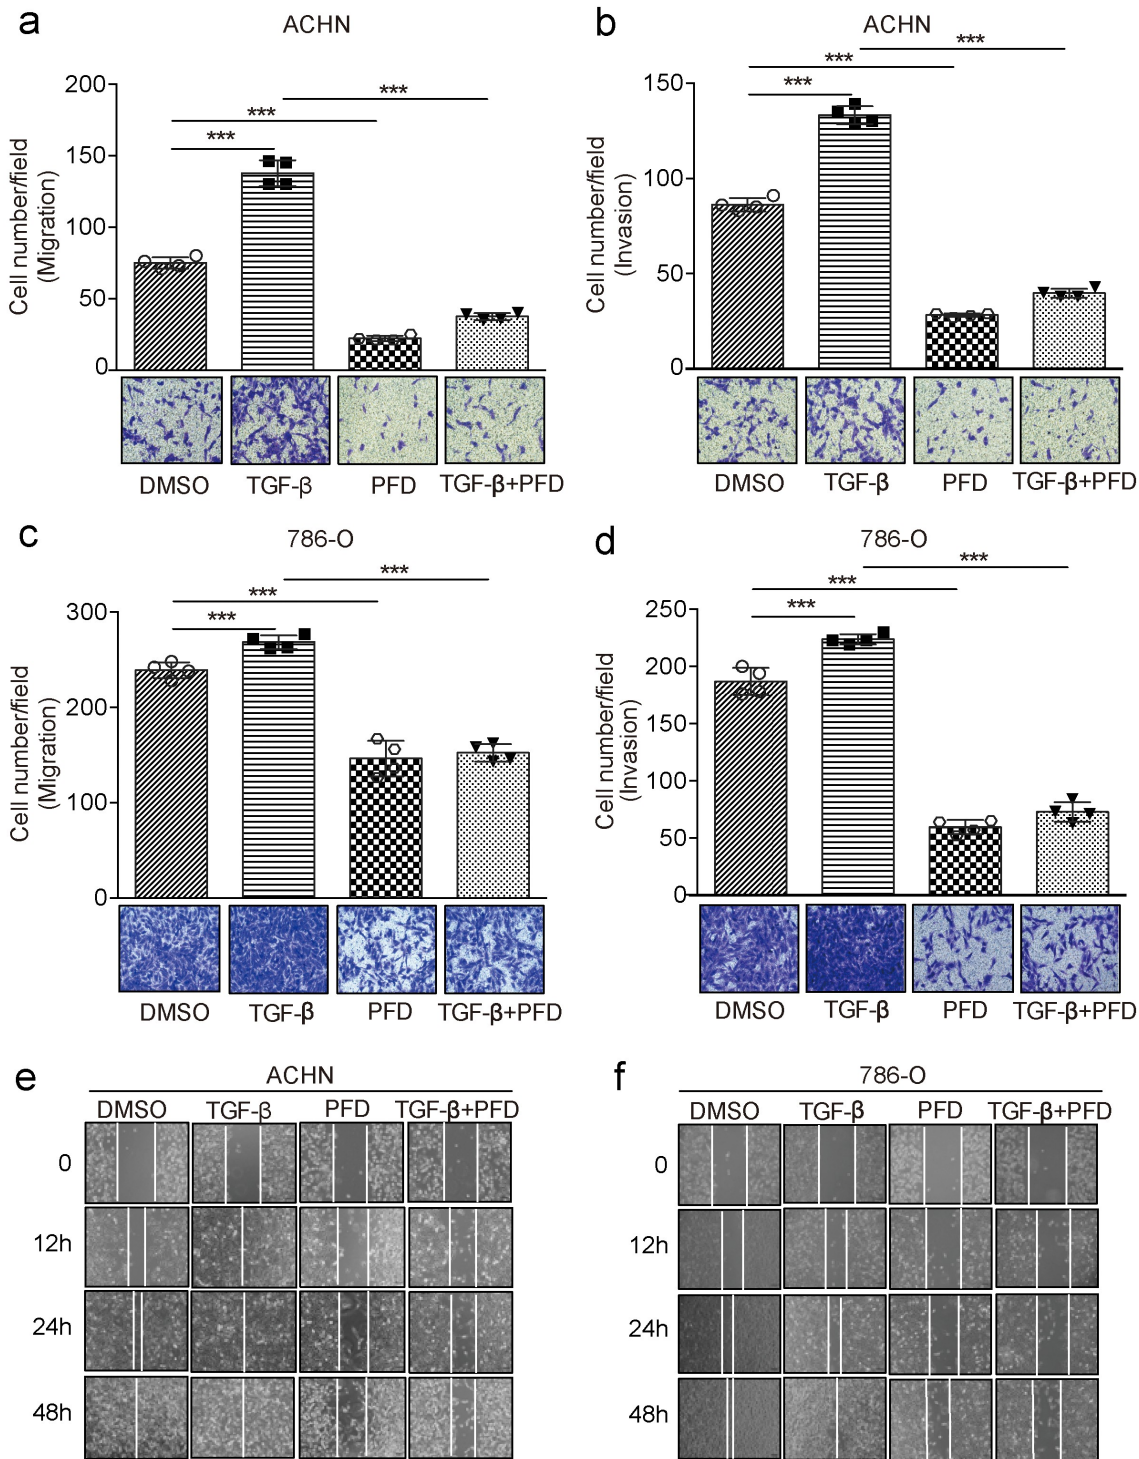 a
ACHN
200
150
100
50
0
Cell number/field
(Migration)
***
***
***
DMSO TGF-β PFD TGF-β+PFD
b
ACHN
150
100
50
0
Cell number/field
(Invasion)
***
***
***
DMSO TGF-β PFD TGF-β+PFD
c
786-O
300
200
100
0
Cell number/field
(Migration)
***
***
***
DMSO TGF-β PFD TGF-β+PFD
d
786-O
250
200
150
100
50
0
Cell number/field
(Invasion)
***
***
***
DMSO TGF-β PFD TGF-β+PFD
e
ACHN
DMSO TGF-β PFD TGF-β+PFD
0
12h
24h
48h
f
786-O
DMSO TGF-β PFD TGF-β+PFD
0
12h
24h
48h